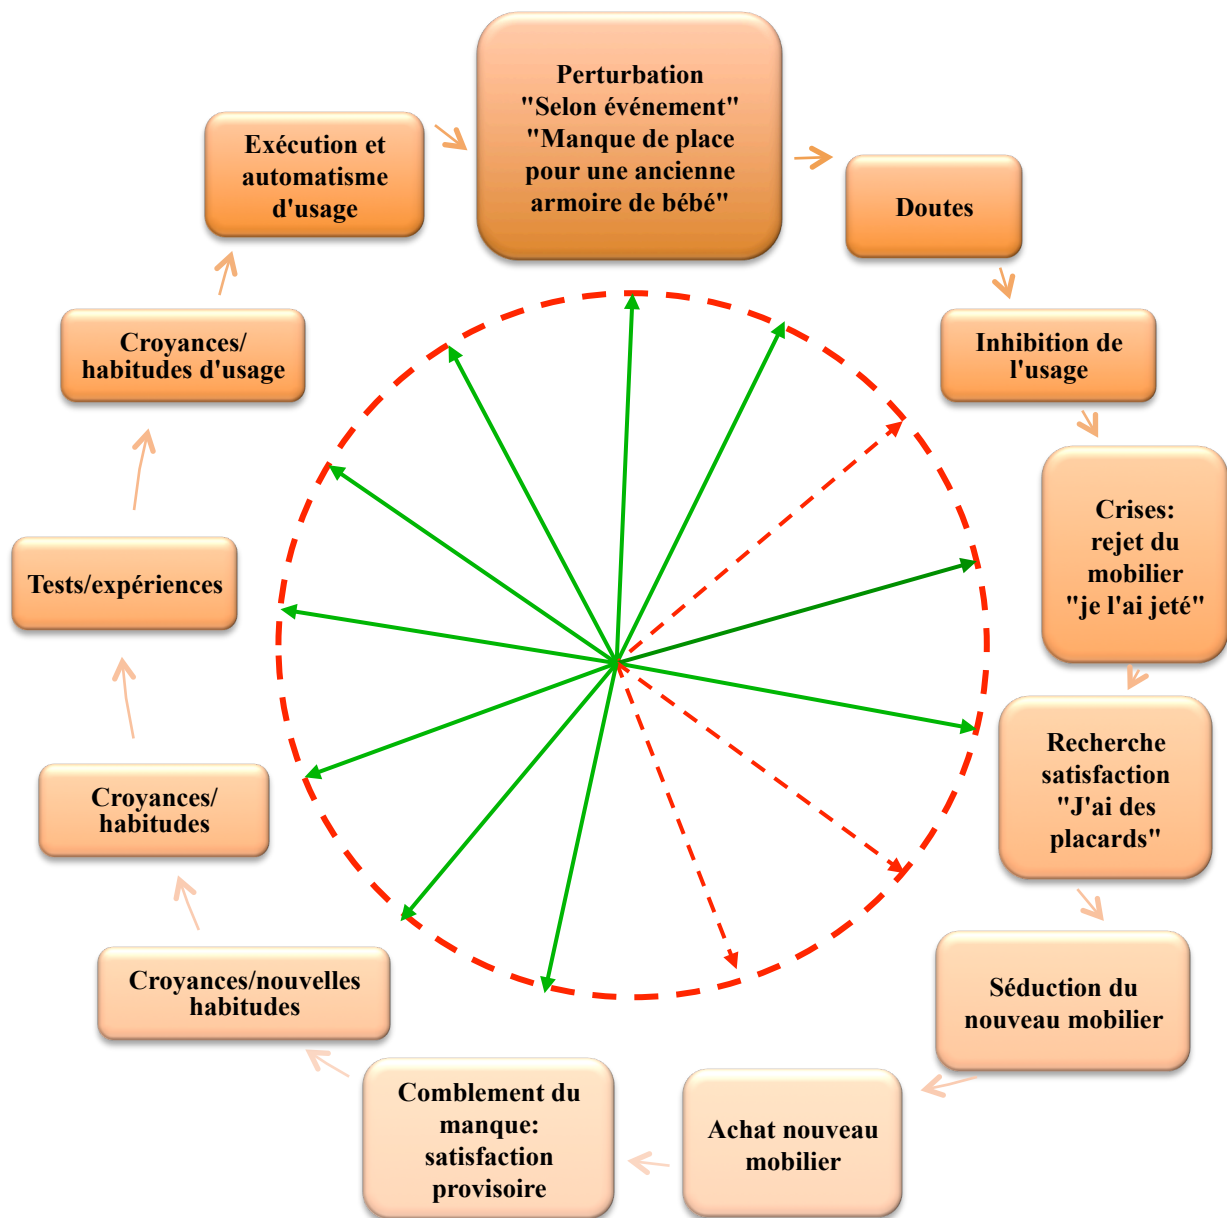 Perturbation
"Selon événement"
"Manque de place
pour une ancienne
armoire de bébé"
Doutes
Inhibition de
l'usage
Crises:
rejet du
mobilier
"je l'ai jeté"
Recherche
satisfaction
"J'ai des
placards"
Séduction du
nouveau mobilier
Achat nouveau
mobilier
Comblement du
manque:
satisfaction
provisoire
Croyances/nouvelles
habitudes
Croyances/
habitudes
Tests/expériences
Croyances/
habitudes d'usage
Exécution et
automatisme
d'usage